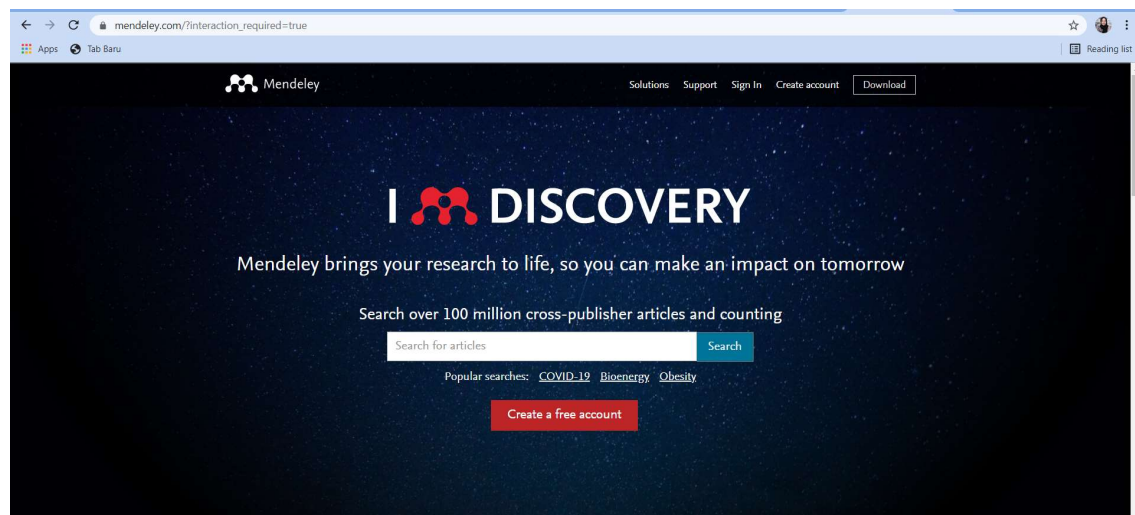 mendeley.com/?interaction_required=true
Apps Tab Baru Reading list
Mendeley Solutions Support Sign In Create account Download
I DISCOVERY
Mendeley brings your research to life, so you can make an impact on tomorrow
Search over 100 million cross-publisher articles and counting
Search for articles Search
Popular searches: COVID-19 Bioenergy Obesity
Create a free account